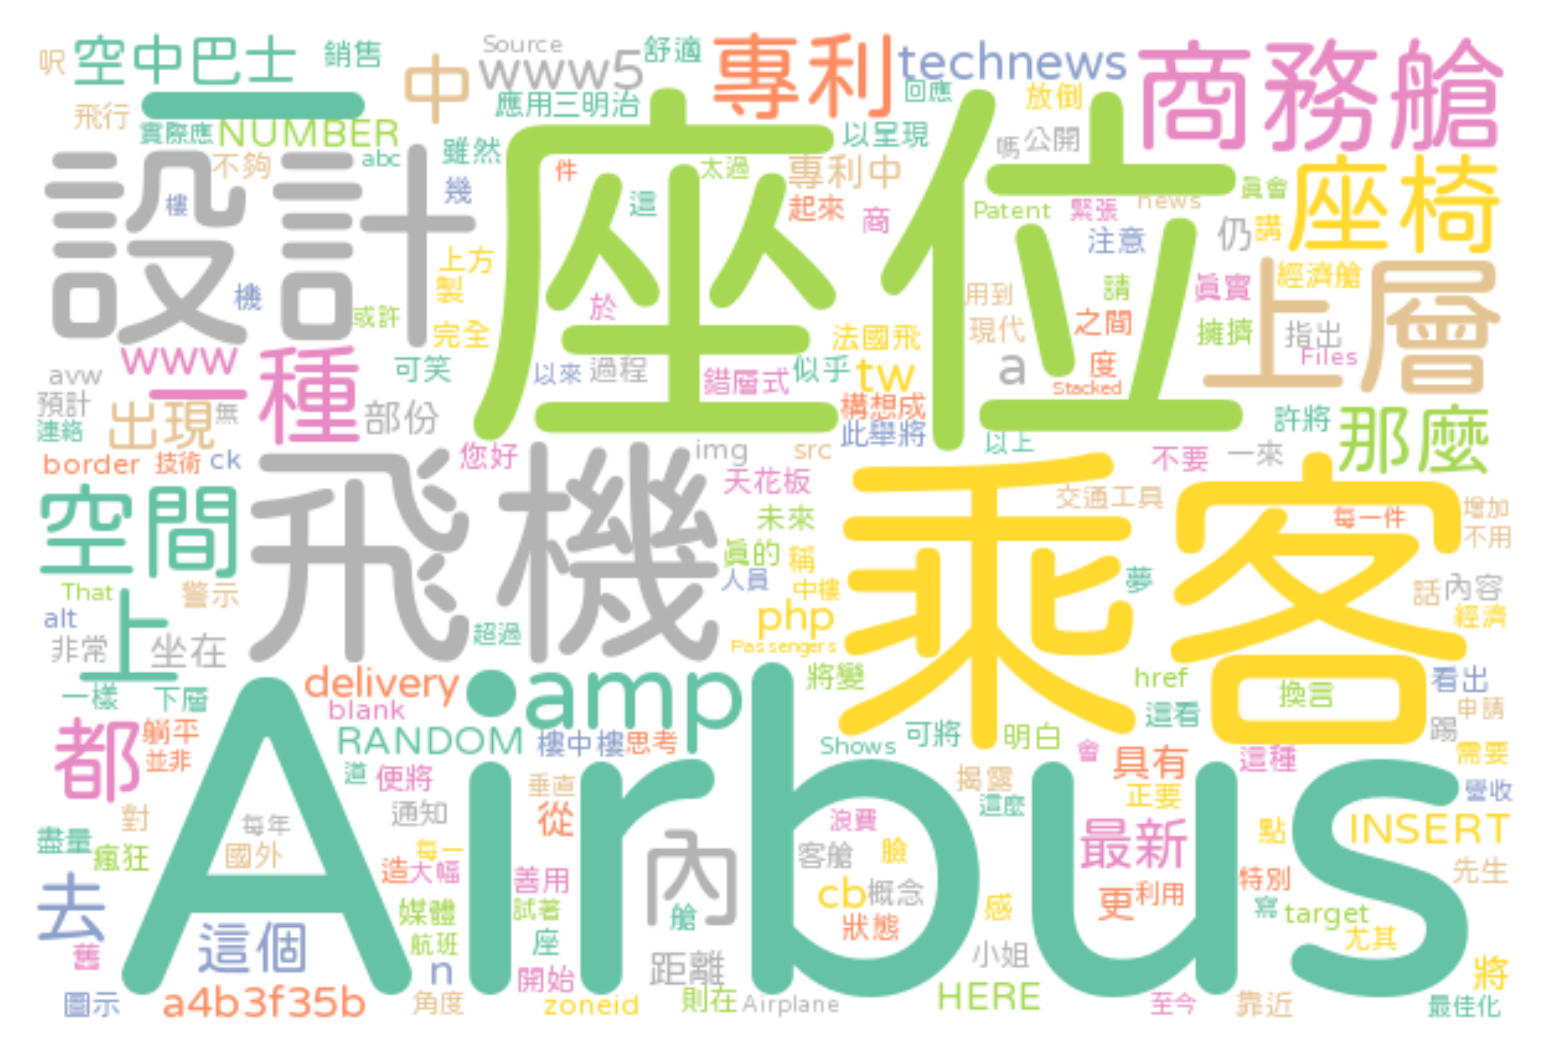 呎 空中巴士 銷售 中 Source www5 舒適 專利 technews 商務艙
飛行 一 應用三明治 回應 放倒
實際應 NUMBER abc 雖然 以呈現 嗎 公開
設計 不夠 件 座位 太過 專利中 眞會 座椅
樓 幾 這 起來 商 Patent 緊張 news 仍 講
機 上方 製 於 注意 用到 請 眞實 經濟艙 上層
或許 完全 法國飛 現代 之間 擁擠 指出 Files
www 一 種 可笑 以來 過程 錯層式 似乎 tw a 度 Stacked
avw 預計 出現 無 部份 構想成 許將 那麼
連絡 此舉將 以上
border 技術 ck 您好 img src 不要 一來
空間 飛機 天花板 乘客 交通工具 增加
未來 每一件 不用
眞的 稱
That 警示 人員 中樓 夢 話 內容
alt 上 超過 php 經濟
非常 坐在 Passengers
一樣 下層 delivery amp 將變 href 換言 看出
都 躺平 blank 這看 申請
並非 RANDOM 樓中樓 思考 Shows 可將 明白 會 踢
道 便將 垂直 揭露 具有 這種 需要
對 每年 通知 從 Airbus 浪費 這麼 正要 鑒收
盡量 瘋狂 國外 每一 內 客艙 臉 最新 點 INSERT
造 大幅 善用 cb 概念 特別 先生
去 媒體 試著 艙 狀態 感 更 利用 寫 target
舊 這個 航班 座 尤其
n 開始 距離 小姐 將
圖示 a4b3f35b 角度 zoneid 則在 Airplane HERE 至今 靠近 最佳化